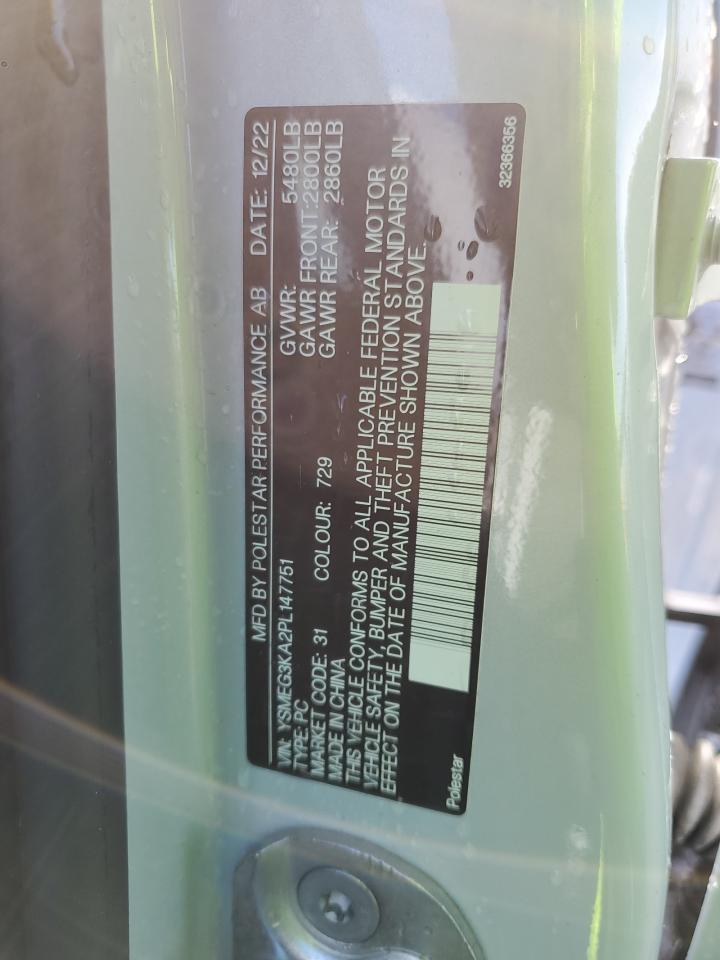 MFD BY POLESTAR PERFORMANCE AB DATE: 12/22
VIN: YSMEG3KA2PL147751 GVWR: 5480LB
TYPE: PC GAWR FRONT:2800LB
MARKET CODE: 31 COLOUR: 729 GAWR REAR: 2860LB
MADE IN CHINA
THIS VEHICLE CONFORMS TO ALL APPLICABLE FEDERAL MOTOR
VEHICLE SAFETY, BUMPER AND THEFT PREVENTION STANDARDS IN
EFFECT ON THE DATE OF MANUFACTURE SHOWN ABOVE.
Polestar 32366356